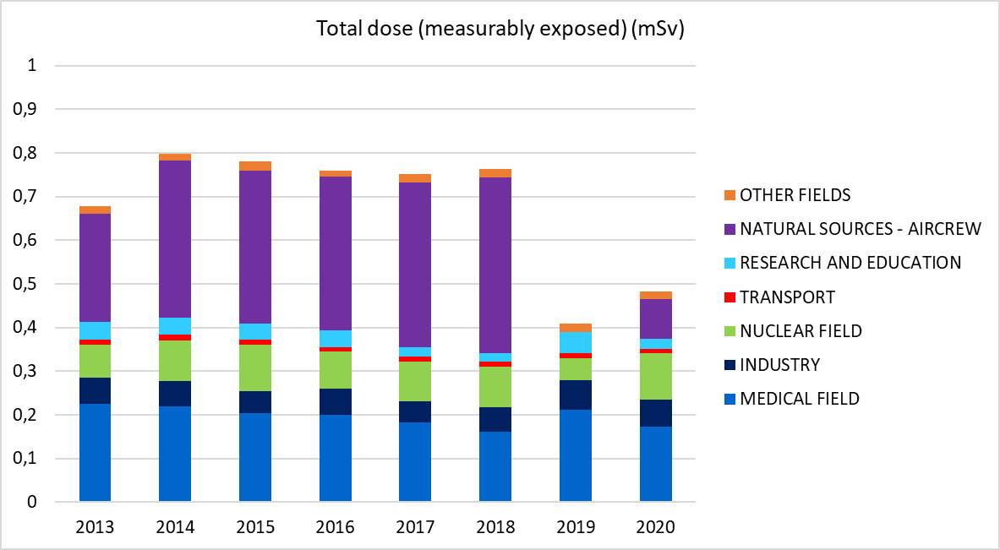 Total dose (measurably exposed) (mSv)
1
0,9
0,8
0,7
0,6
0,5
0,4
0,3
0,2
0,1
0
2013 2014 2015 2016 2017 2018 2019 2020
OTHER FIELDS
NATURAL SOURCES - AIRCREW
RESEARCH AND EDUCATION
TRANSPORT
NUCLEAR FIELD
INDUSTRY
MEDICAL FIELD